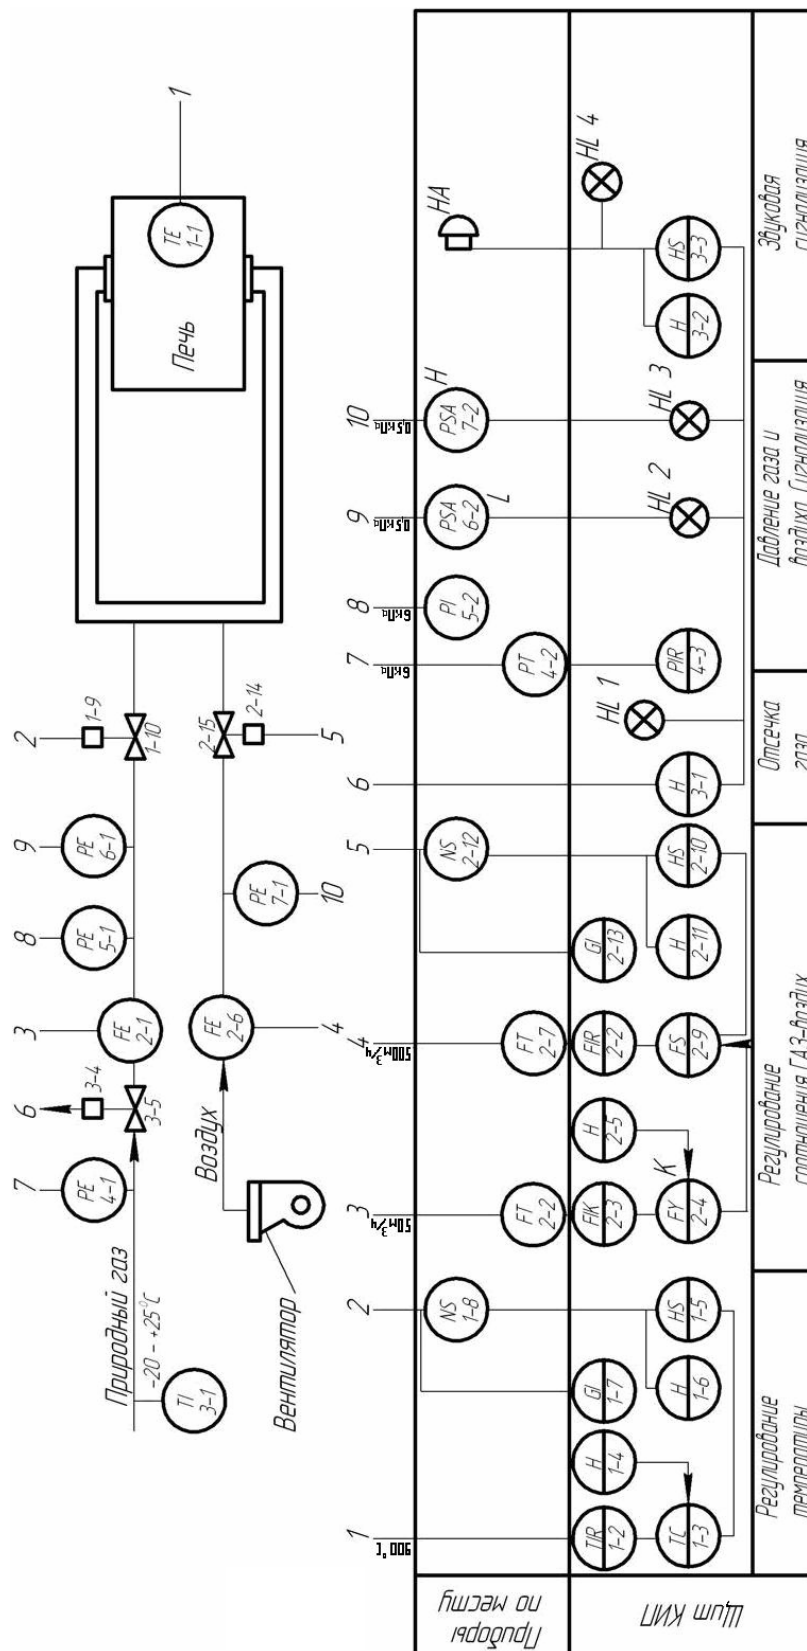 Природный газ
-20 - +25°C
TI
3-1
7
PE
4-1
6
3-4
3-5
3
FE
2-1
8
PE
5-1
9
PE
6-1
2
1-9
1-10
Вентилятор
Воздух
FE
2-6
4
PE
7-1
10
2-15
2-14
5
Печь
TE
1-1
1
1
900°С
2
3
50м³/ч
4
500м³/ч
5
6
7
6кПа
8
6кПа
9
0,5кПа
10
0,5кПа
Приборы
по месту
NS
1-8
FT
2-2
FT
2-7
NS
2-12
PT
4-2
PI
5-2
PSA
6-2
L
PSA
7-2
H
HA
Щит КИП
TIR
1-2
H
1-4
GI
1-7
FIK
2-3
H
2-5
FIR
2-2
GI
2-13
HL 1
HL 4
TC
1-3
H
1-6
HS
1-5
FY
2-4
K
FS
2-9
H
2-11
HS
2-10
H
3-1
PIR
4-3
HL 2
HL 3
H
3-2
HS
3-3
Регулирование
температуры
Регулирование
соотношения ГАЗ-воздух
Отсечка
газа
Давление газа и
воздуха. Сигнализация
Звуковая
сигнализация